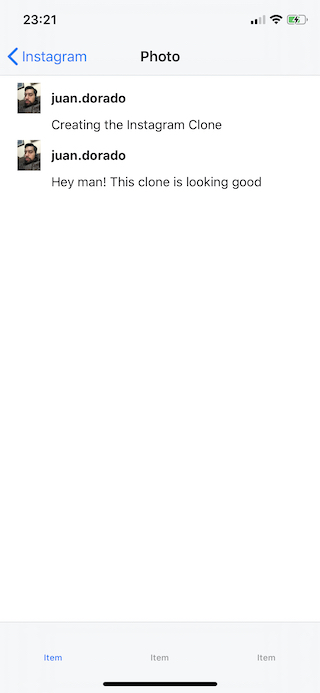 23:21
Instagram
Photo
juan.dorado
Creating the Instagram Clone
juan.dorado
Hey man! This clone is looking good
Item
Item
Item